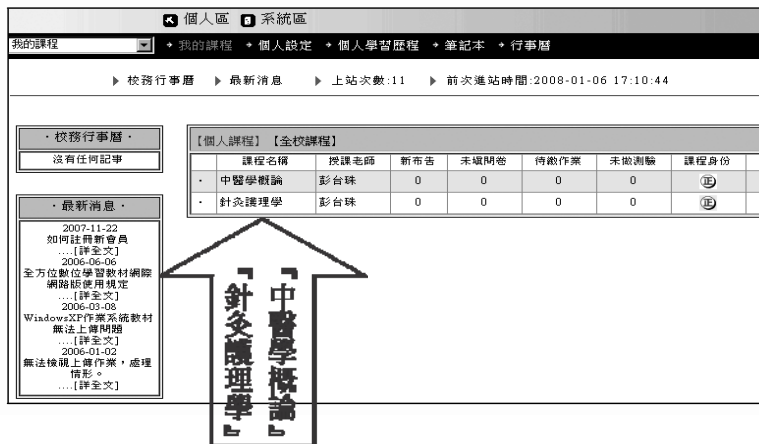 個人區 系統區
我的課程 我的課程 個人設定 個人學習歷程 筆記本 行事曆
校務行事曆 最新消息 上站次數:11 前次進站時間:2008-01-06 17:10:44
・校務行事曆・
沒有任何記事
・最新消息・
2007-11-22
如何註冊新會員
....[詳全文]
2006-06-06
全方位數位學習教材網際
網路版使用規定
....[詳全文]
2006-03-08
WindowsXP作業系統教材
無法上傳問題
....[詳全文]
2006-01-02
無法檢視上傳作業，處理
情形。
....[詳全文]
【個人課程】【全校課程】
課程名稱 授課老師 新布告 未填問卷 待繳作業 未做測驗 課程身份
· 中醫學概論 彭台珠 0 0 0 0 正
· 針灸護理學 彭台珠 0 0 0 0 正
『中醫學概論』
『針灸護理學』